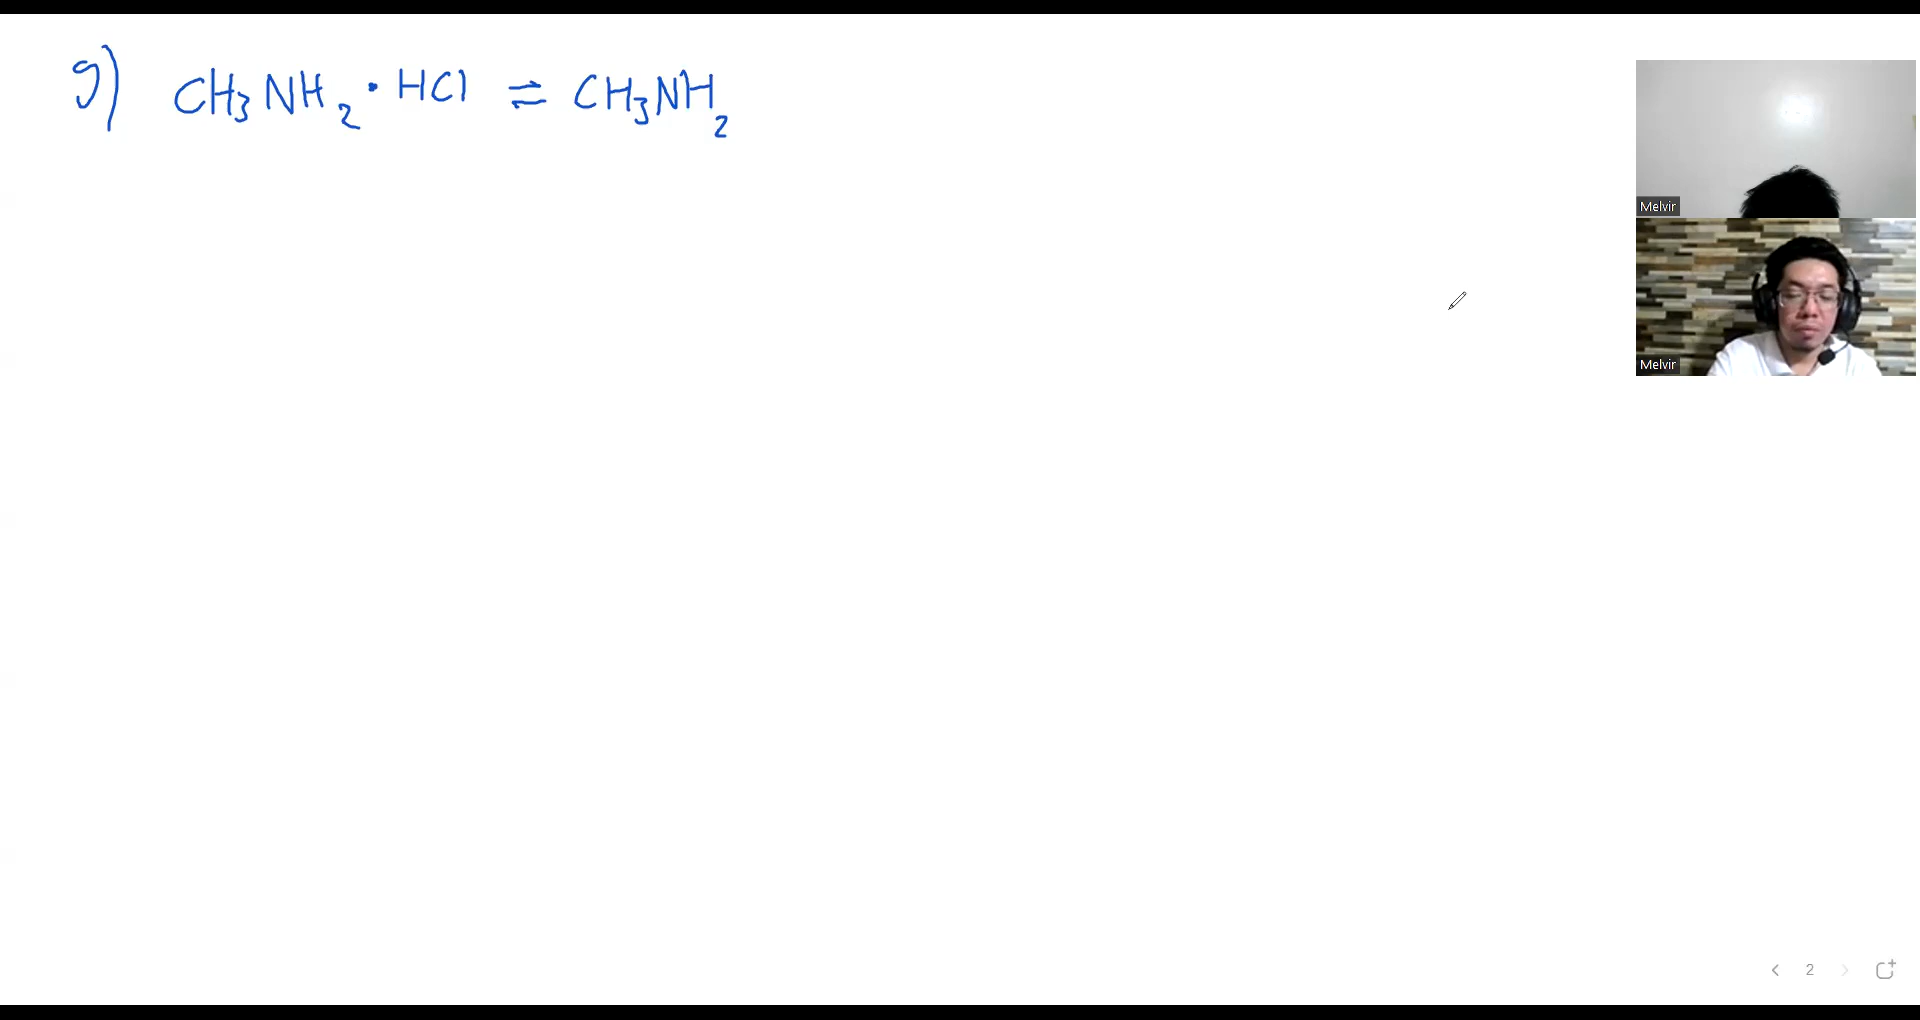 9) CH₃NH₂ · HCl ⇌ CH₃NH₂
Melvir
Melvir
2